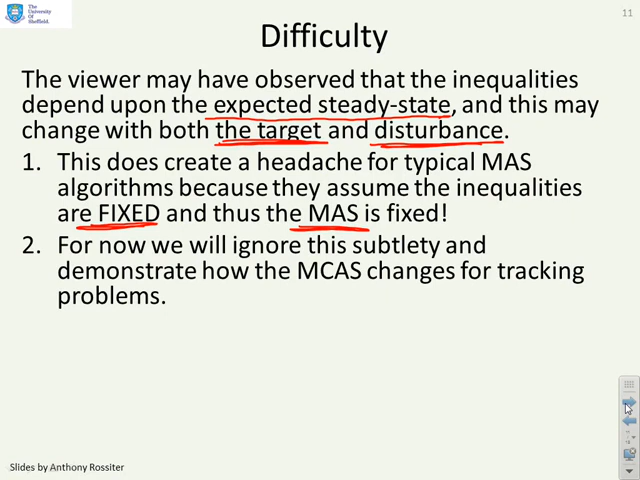 The
University
Of
Sheffield.
11
Difficulty
The viewer may have observed that the inequalities
depend upon the expected steady-state, and this may
change with both the target and disturbance.
1. This does create a headache for typical MAS
algorithms because they assume the inequalities
are FIXED and thus the MAS is fixed!
2. For now we will ignore this subtlety and
demonstrate how the MCAS changes for tracking
problems.
Slides by Anthony Rossiter